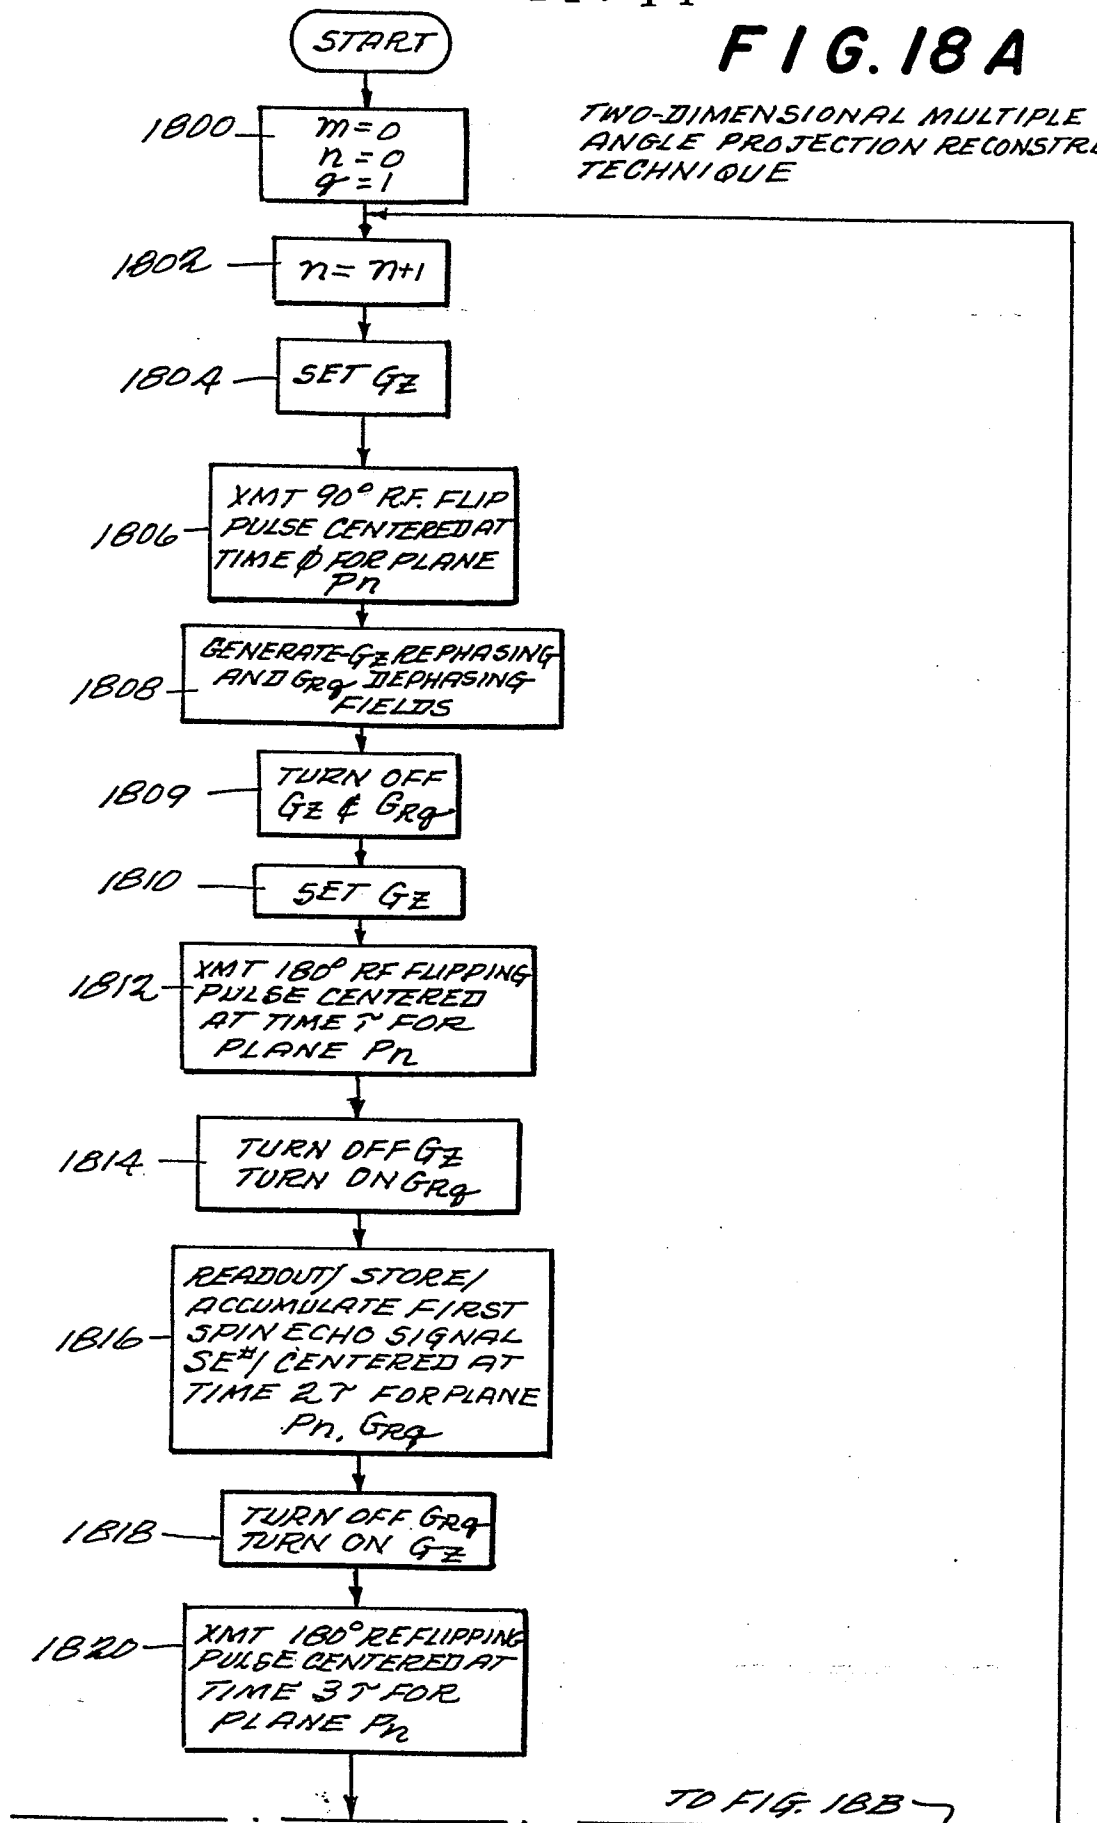 START
FIG. 18A
TWO-DIMENSIONAL MULTIPLE
ANGLE PROJECTION RECONSTR
TECHNIQUE
1800
m=0
n=0
q=1
1802
n=n+1
1804
SET Gz
1806
XMT 90° R.F. FLIP
PULSE CENTERED AT
TIME φ FOR PLANE
Pn
1808
GENERATE-Gz REPHASING
AND GRq DEPHASING
FIELDS
1809
TURN OFF
Gz & GRq
1810
SET Gz
1812
XMT 180° RF FLIPPING
PULSE CENTERED
AT TIME τ FOR
PLANE Pn
1814
TURN OFF Gz
TURN ON GRq
1816
READOUT/ STORE/
ACCUMULATE FIRST
SPIN ECHO SIGNAL
SE#1 CENTERED AT
TIME 2τ FOR PLANE
Pn, GRq
1818
TURN OFF GRq
TURN ON Gz
1820
XMT 180° REFLIPPING
PULSE CENTERED AT
TIME 3τ FOR
PLANE Pn
TO FIG. 18B